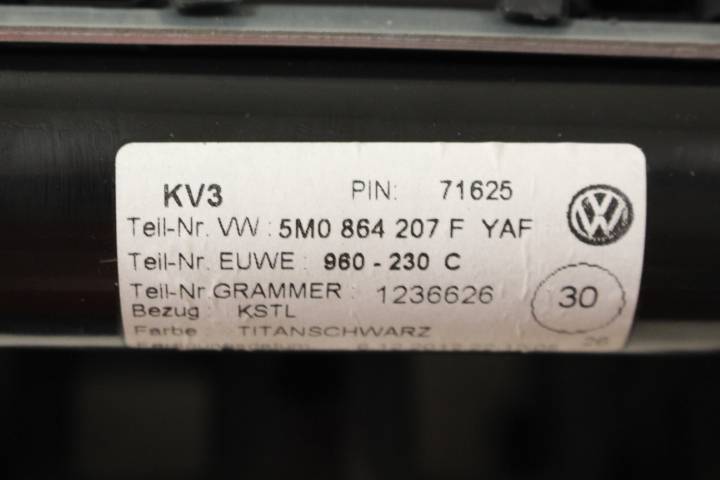 KV3 PIN: 71625
Teil-Nr. VW : 5M0 864 207 F YAF
Teil-Nr. EUWE : 960 - 230 C
Teil-Nr. GRAMMER : 1236626 30
Bezug : KSTL
Farbe : TITANSCHWARZ